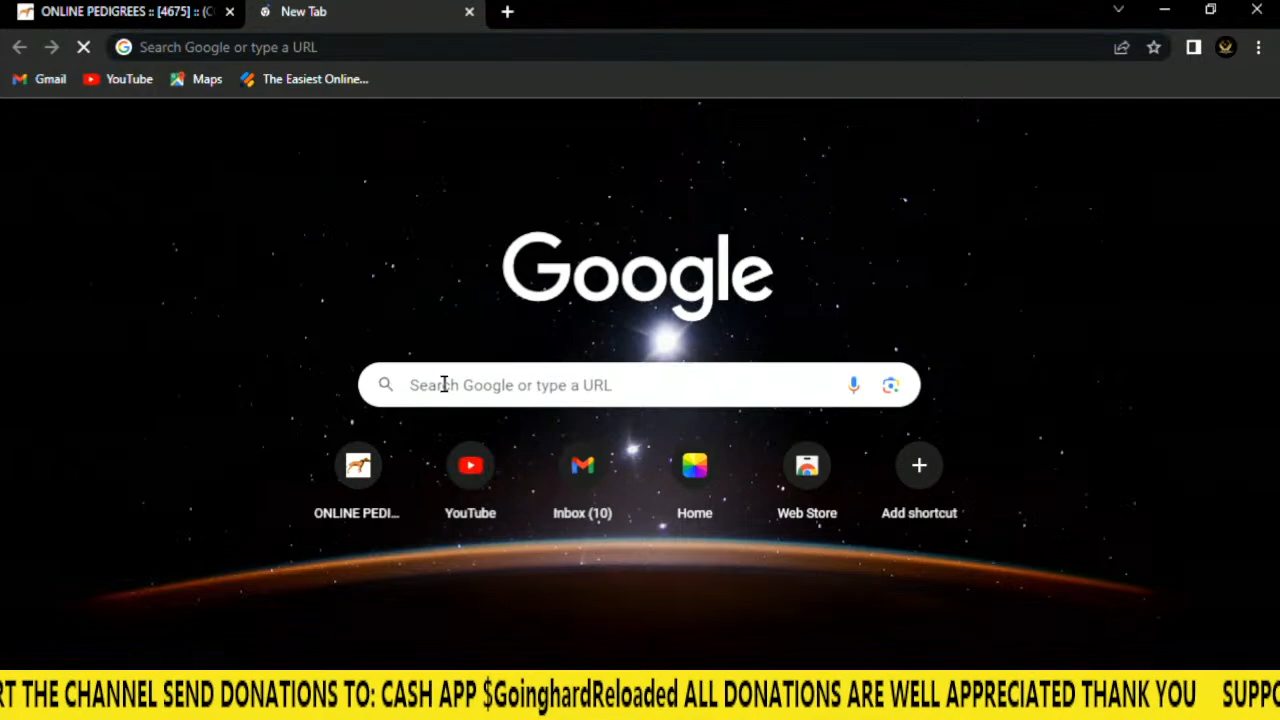 ONLINE PEDIGREES :: [4675] :: (C
New Tab
Search Google or type a URL
Gmail
YouTube
Maps
The Easiest Online...
Google
Search Google or type a URL
ONLINE PEDI...
YouTube
Inbox (10)
Home
Web Store
Add shortcut
RT THE CHANNEL SEND DONATIONS TO: CASH APP $GoinghardReloaded ALL DONATIONS ARE WELL APPRECIATED THANK YOU SUPPO